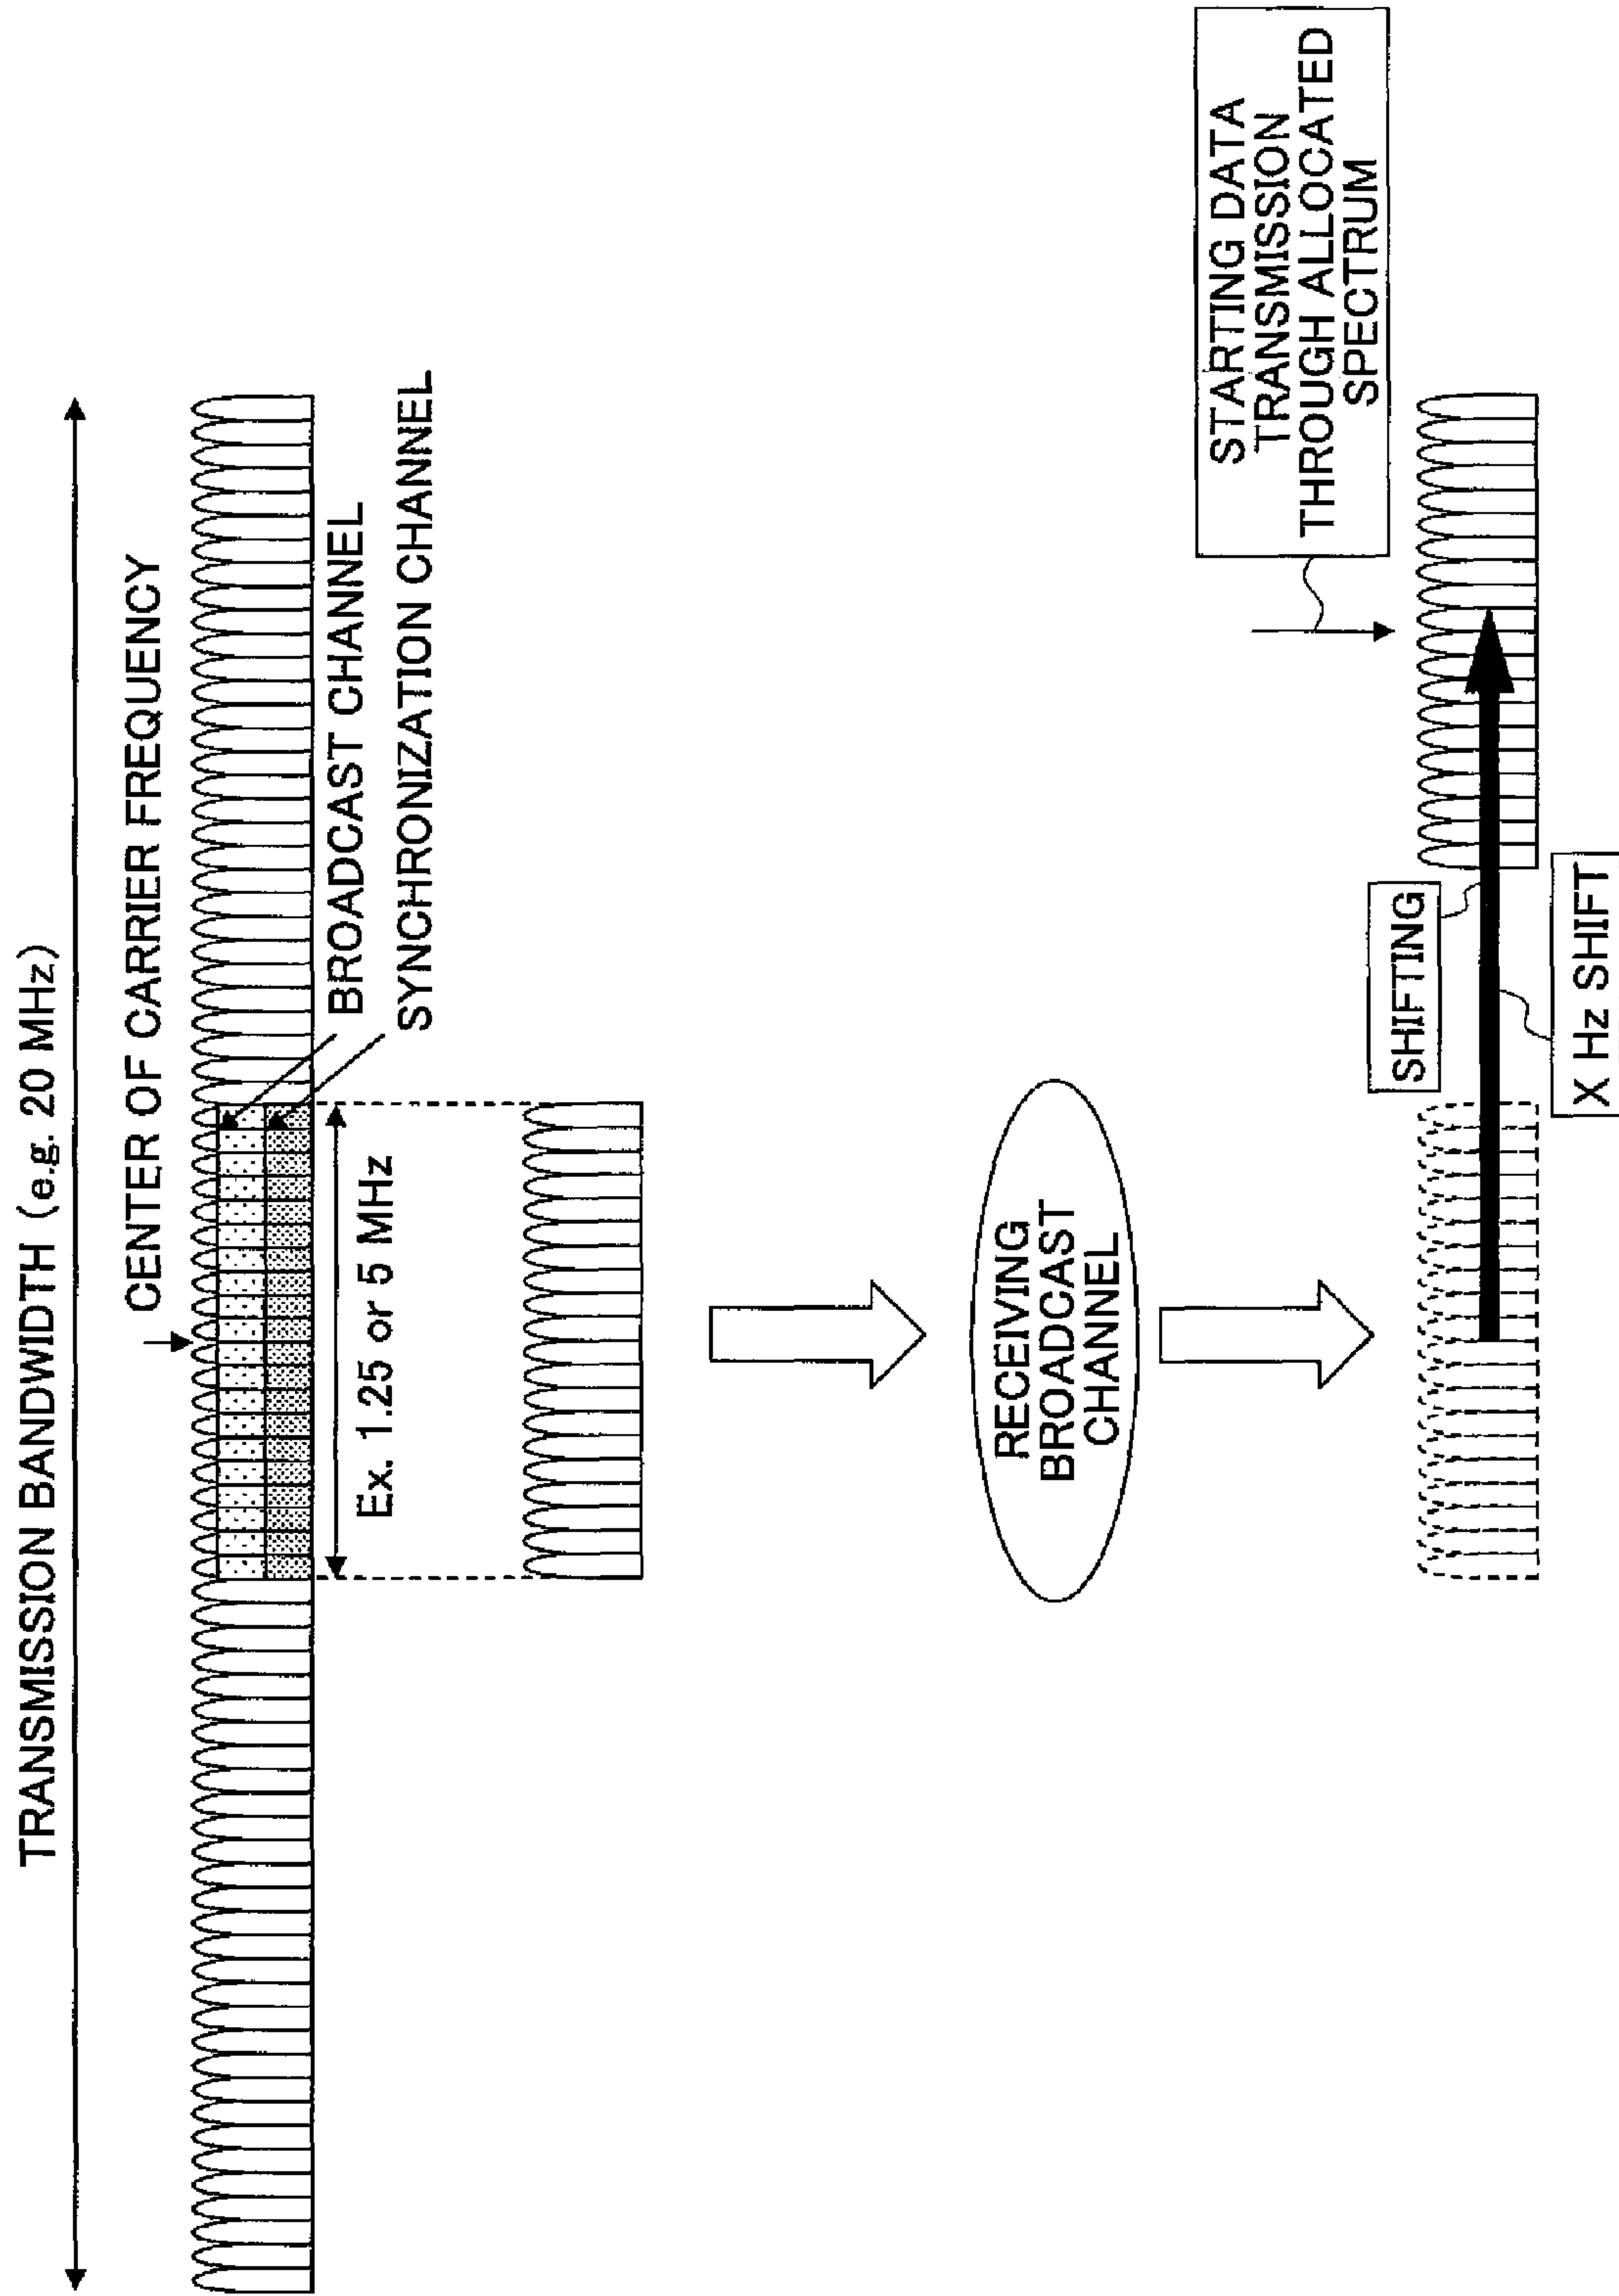 TRANSMISSION BANDWIDTH (e.g. 20 MHz)
CENTER OF CARRIER FREQUENCY
BROADCAST CHANNEL
SYNCHRONIZATION CHANNEL
Ex. 1.25 or 5 MHz
RECEIVING
BROADCAST
CHANNEL
STARTING DATA
TRANSMISSION
THROUGH ALLOCATED
SPECTRUM
SHIFTING
X Hz SHIFT